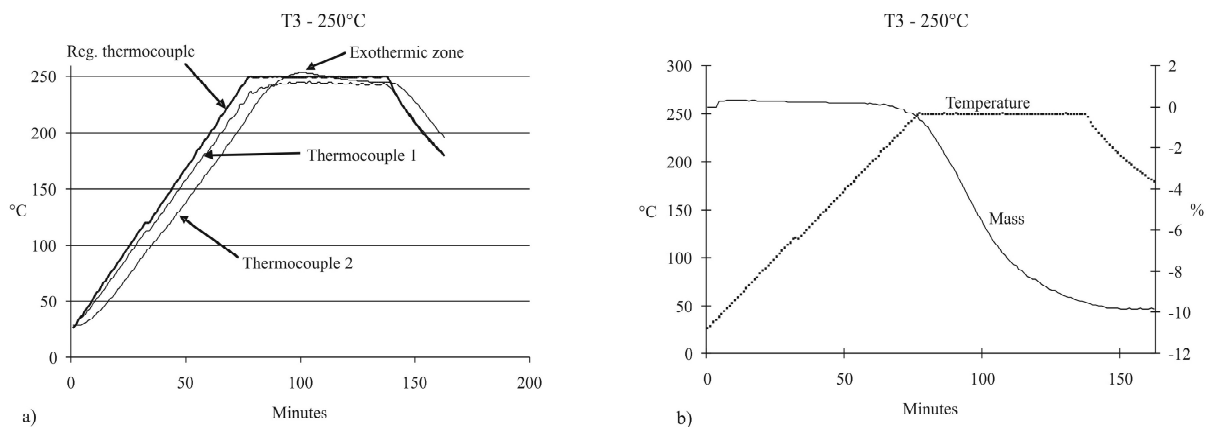 T3 - 250°C
Reg. thermocouple
Exothermic zone
250
200
Thermocouple 1
150
°C
100
Thermocouple 2
50
0
0 50 100 150 200
Minutes
a)
T3 - 250°C
300 2
Temperature 0
250
-2
200
-4
150
°C Mass -6 %
100
-8
50
-10
0 -12
0 50 100 150
Minutes
b)